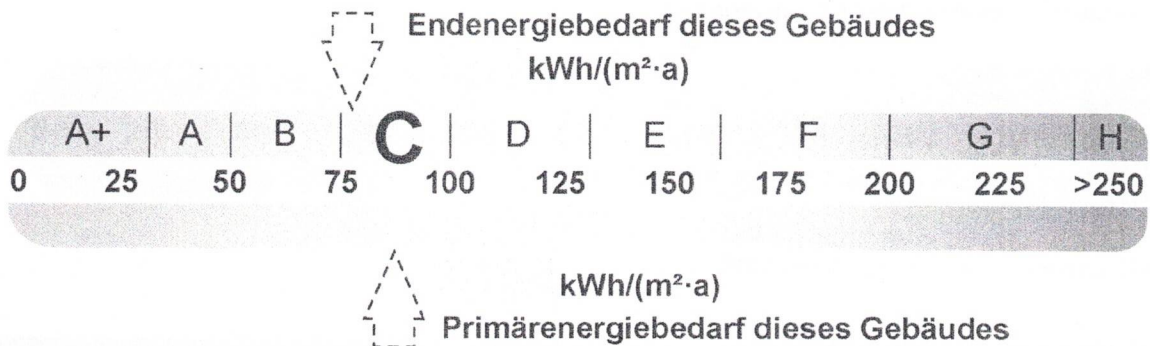 Endenergiebedarf dieses Gebäudes
kWh/(m²·a)
A+ A B C D E F G H
0 25 50 75 100 125 150 175 200 225 >250
kWh/(m²·a)
Primärenergiebedarf dieses Gebäudes